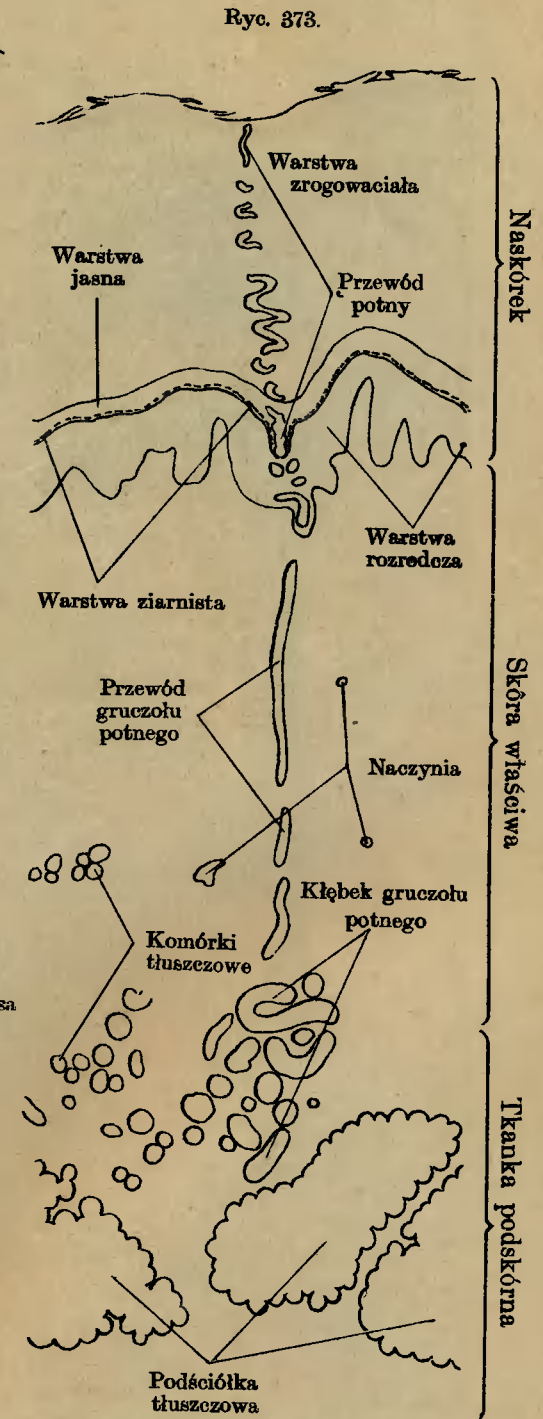 Ryc. 373.
Warstwa
zrogowaciała
Naskórek
Warstwa
jasna
Przewód
potny
Warstwa
rozrodcza
Warstwa ziarnista
Skóra właściwa
Przewód
gruczołu
potnego
Naczynia
Kłębek gruczołu
potnego
Komórki
tłuszczowe
sa
Tkanka podskórna
Podściółka
tłuszczowa